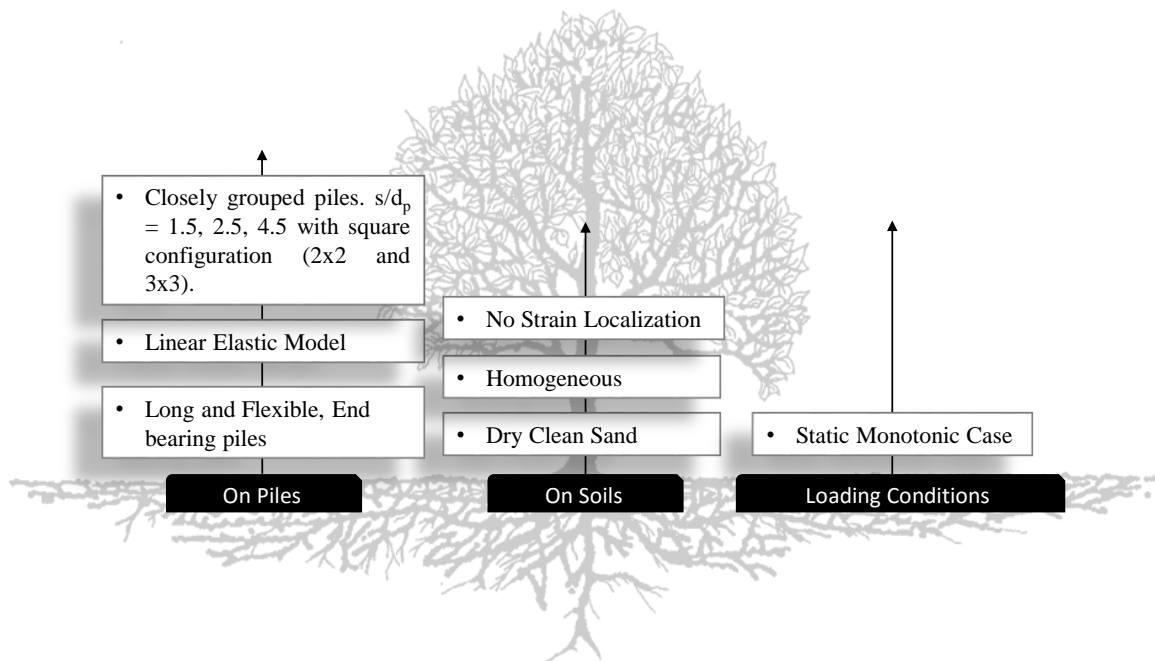 • Closely grouped piles. s/dp
= 1.5, 2.5, 4.5 with square
configuration (2x2 and
3x3).
• Linear Elastic Model
• Long and Flexible, End
bearing piles
On Piles
• No Strain Localization
• Homogeneous
• Dry Clean Sand
On Soils
• Static Monotonic Case
Loading Conditions